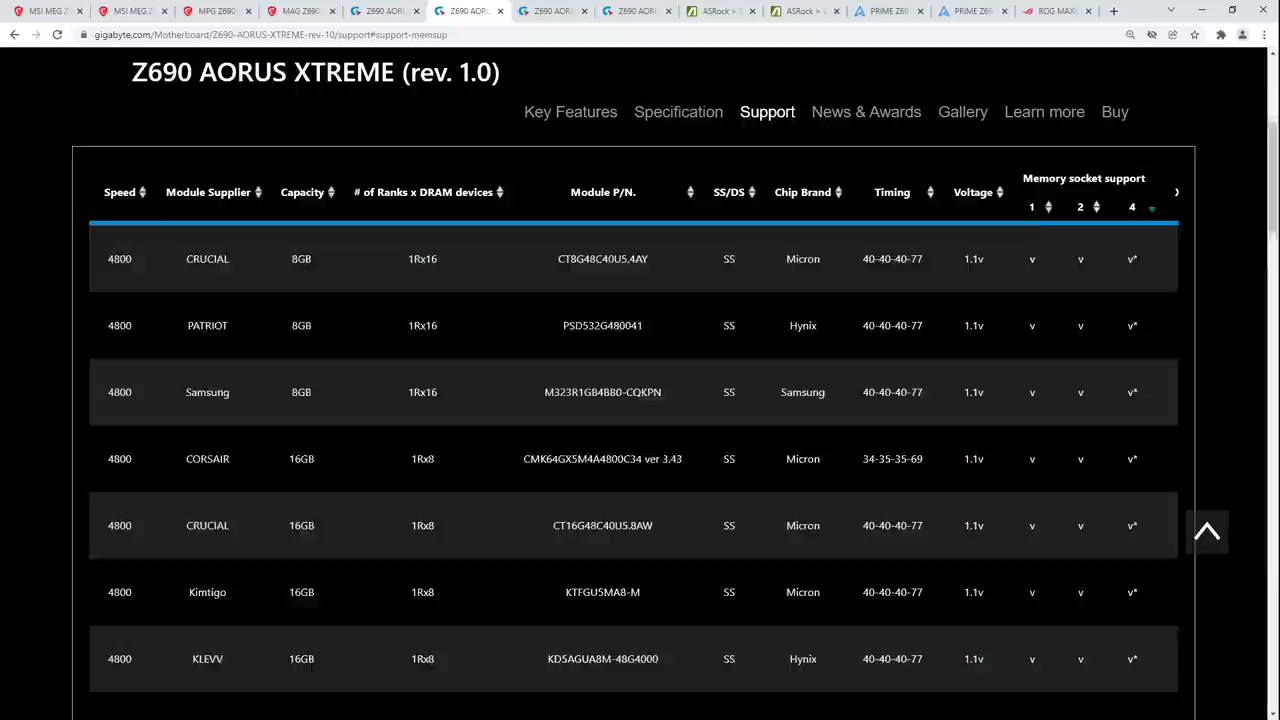 MSI MEG Z
MSI MEG Z
MPG Z690
MAG Z690
Z690 AORU
Z690 AORU
Z690 AORU
Z690 AORU
ASRock > 
ASRock > 
PRIME Z69
PRIME Z69
ROG MAXI
gigabyte.com/Motherboard/Z690-AORUS-XTREME-rev-10/support#support-memsup
Z690 AORUS XTREME (rev. 1.0)
Key Features Specification Support News & Awards Gallery Learn more Buy
Speed Module Supplier Capacity # of Ranks x DRAM devices Module P/N. SS/DS Chip Brand Timing Voltage Memory socket support
1 2 4
4800 CRUCIAL 8GB 1Rx16 CT8G48C40U5.4AY SS Micron 40-40-40-77 1.1v v v v*
4800 PATRIOT 8GB 1Rx16 PSD532G480041 SS Hynix 40-40-40-77 1.1v v v v*
4800 Samsung 8GB 1Rx16 M323R1GB4BB0-CQKPN SS Samsung 40-40-40-77 1.1v v v v*
4800 CORSAIR 16GB 1Rx8 CMK64GX5M4A4800C34 ver 3.43 SS Micron 34-35-35-69 1.1v v v v*
4800 CRUCIAL 16GB 1Rx8 CT16G48C40U5.8AW SS Micron 40-40-40-77 1.1v v v v*
4800 Kimtigo 16GB 1Rx8 KTFGU5MA8-M SS Micron 40-40-40-77 1.1v v v v*
4800 KLEVV 16GB 1Rx8 KD5AGUA8M-48G4000 SS Hynix 40-40-40-77 1.1v v v v*